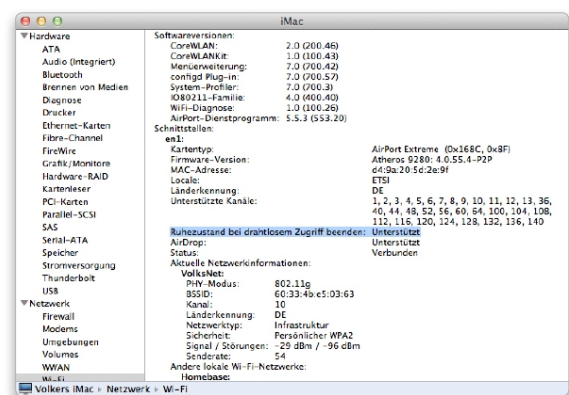 iMac
Hardware
ATA
Audio (Integriert)
Bluetooth
Brennen von Medien
Diagnose
Drucker
Ethernet-Karten
Fibre-Channel
FireWire
Grafik/Monitore
Hardware-RAID
Kartenleser
PCI-Karten
Parallel-SCSI
SAS
Serial-ATA
Speicher
Stromversorgung
Thunderbolt
USB
Netzwerk
Firewall
Modems
Umgebungen
Volumes
WWAN
Wi-Fi
Softwareversionen:
CoreWLAN: 2.0 (200.46)
CoreWLANKit: 1.0 (100.43)
Menüerweiterung: 7.0 (700.42)
configd Plug-in: 7.0 (700.57)
System-Profiler: 7.0 (700.3)
IO80211-Familie: 4.0 (400.40)
WiFi-Diagnose: 1.0 (100.26)
AirPort-Dienstprogramm: 5.5.3 (553.20)
Schnittstellen:
en1:
Kartentyp: AirPort Extreme (0x168C, 0x8F)
Firmware-Version: Atheros 9280: 4.0.55.4-P2P
MAC-Adresse: d4:9a:20:5d:2e:9f
Locale: ETSI
Länderkennung: DE
Unterstützte Kanäle: 1, 2, 3, 4, 5, 6, 7, 8, 9, 10, 11, 12, 13, 36,
40, 44, 48, 52, 56, 60, 64, 100, 104, 108,
112, 116, 120, 124, 128, 132, 136, 140
Ruhezustand bei drahtlosem Zugriff beenden: Unterstützt
AirDrop: Unterstützt
Status: Verbunden
Aktuelle Netzwerkinformationen:
VolksNet:
PHY-Modus: 802.11g
BSSID: 60:33:4b:e5:03:63
Kanal: 10
Länderkennung: DE
Netzwerktyp: Infrastruktur
Sicherheit: Persönlicher WPA2
Signal / Störungen: -29 dBm / -96 dBm
Senderate: 54
Andere lokale Wi-Fi-Netzwerke:
Homebase:
Volkers iMac ▸ Netzwerk ▸ Wi-Fi